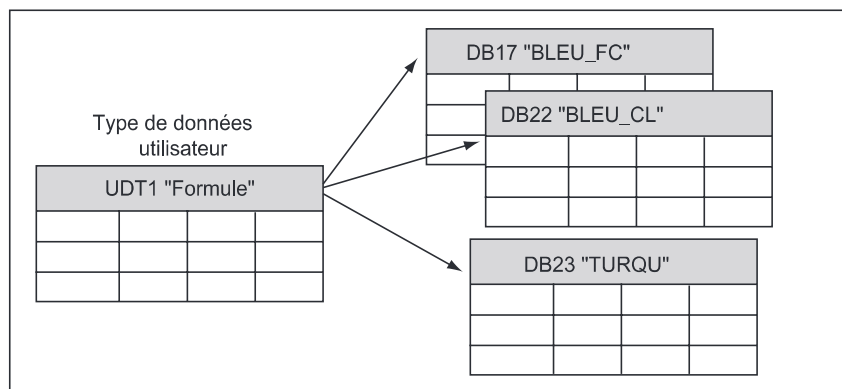 DB17 "BLEU_FC"
DB22 "BLEU_CL"
Type de données
utilisateur
UDT1 "Formule"
DB23 "TURQU"